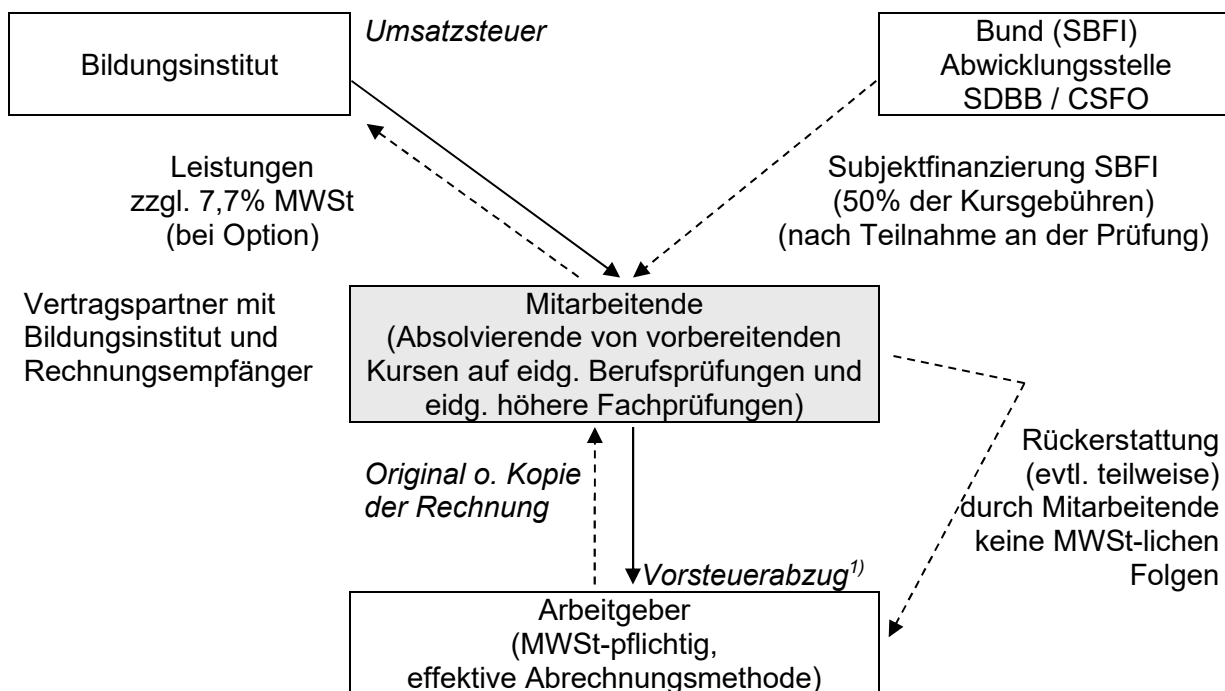 Bildungsinstitut
Umsatzsteuer
Bund (SBFI)
Abwicklungsstelle
SDBB / CSFO
Leistungen
zzgl. 7,7% MWSt
(bei Option)
Subjektfinanzierung SBFI
(50% der Kursgebühren)
(nach Teilnahme an der Prüfung)
Vertragspartner mit
Bildungsinstitut und
Rechnungsempfänger
Mitarbeitende
(Absolvierende von vorbereitenden
Kursen auf eidg. Berufsprüfungen und
eidg. höhere Fachprüfungen)
Original o. Kopie
der Rechnung
Rückerstattung
(evtl. teilweise)
durch Mitarbeitende
keine MWSt-lichen
Folgen
Vorsteuerabzug¹⁾
Arbeitgeber
(MWSt-pflichtig,
effektive Abrechnungsmethode)